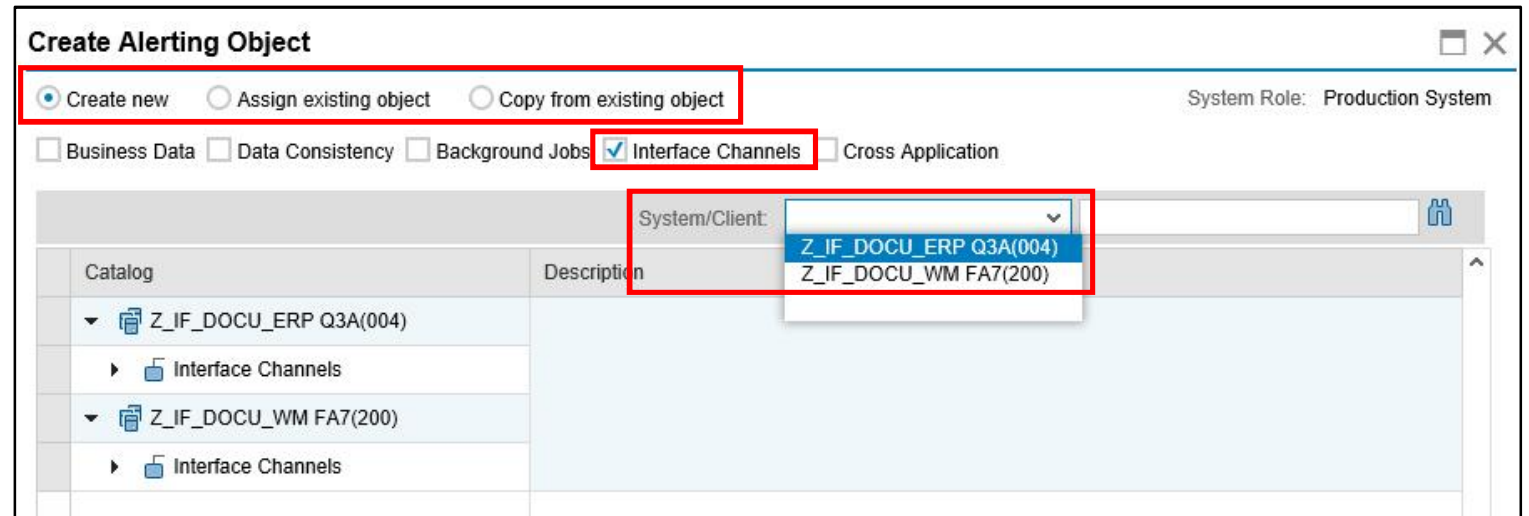 Create Alerting Object
Create new Assign existing object Copy from existing object System Role: Production System
Business Data Data Consistency Background Jobs Interface Channels Cross Application
System/Client:
Z_IF_DOCU_ERP Q3A(004)
Z_IF_DOCU_WM FA7(200)
Catalog Description
Z_IF_DOCU_ERP Q3A(004)
Interface Channels
Z_IF_DOCU_WM FA7(200)
Interface Channels